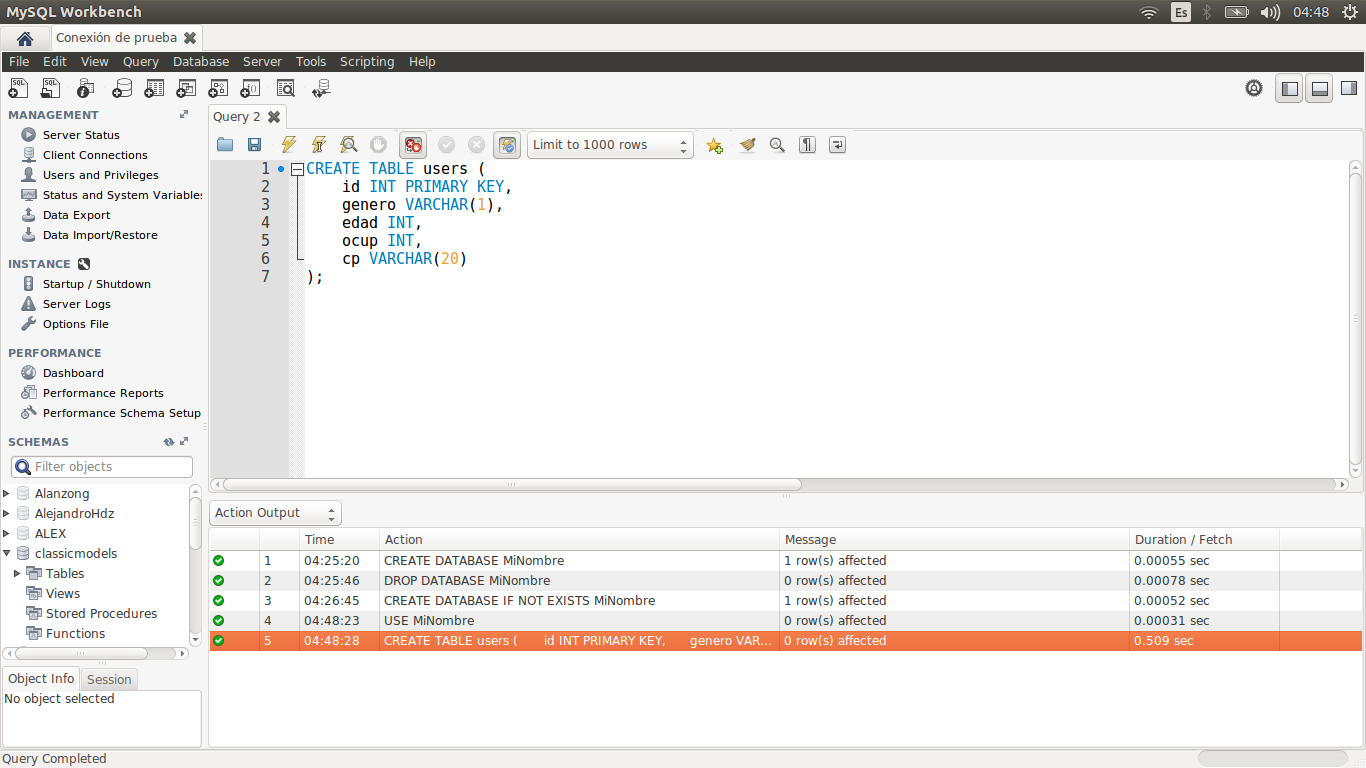 MySQL Workbench
Es
04:48
Conexión de prueba
File Edit View Query Database Server Tools Scripting Help
MANAGEMENT
Server Status
Client Connections
Users and Privileges
Status and System Variables
Data Export
Data Import/Restore
INSTANCE
Startup / Shutdown
Server Logs
Options File
PERFORMANCE
Dashboard
Performance Reports
Performance Schema Setup
SCHEMAS
Filter objects
Alanzong
AlejandroHdz
ALEX
classicmodels
Tables
Views
Stored Procedures
Functions
Object Info Session
No object selected
Query 2
Limit to 1000 rows
1 CREATE TABLE users (
2 id INT PRIMARY KEY,
3 genero VARCHAR(1),
4 edad INT,
5 ocup INT,
6 cp VARCHAR(20)
7 );
Action Output
Time Action Message Duration / Fetch
1 04:25:20 CREATE DATABASE MiNombre 1 row(s) affected 0.00055 sec
2 04:25:46 DROP DATABASE MiNombre 0 row(s) affected 0.00078 sec
3 04:26:45 CREATE DATABASE IF NOT EXISTS MiNombre 1 row(s) affected 0.00052 sec
4 04:48:23 USE MiNombre 0 row(s) affected 0.00031 sec
5 04:48:28 CREATE TABLE users ( id INT PRIMARY KEY, genero VAR... 0 row(s) affected 0.509 sec
Query Completed